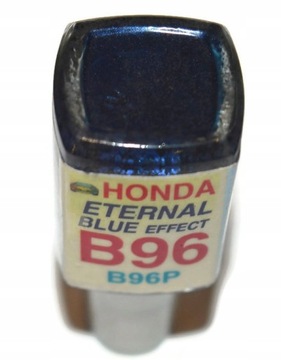 HONDA
ETERNAL
BLUE EFFECT
B96
B96P